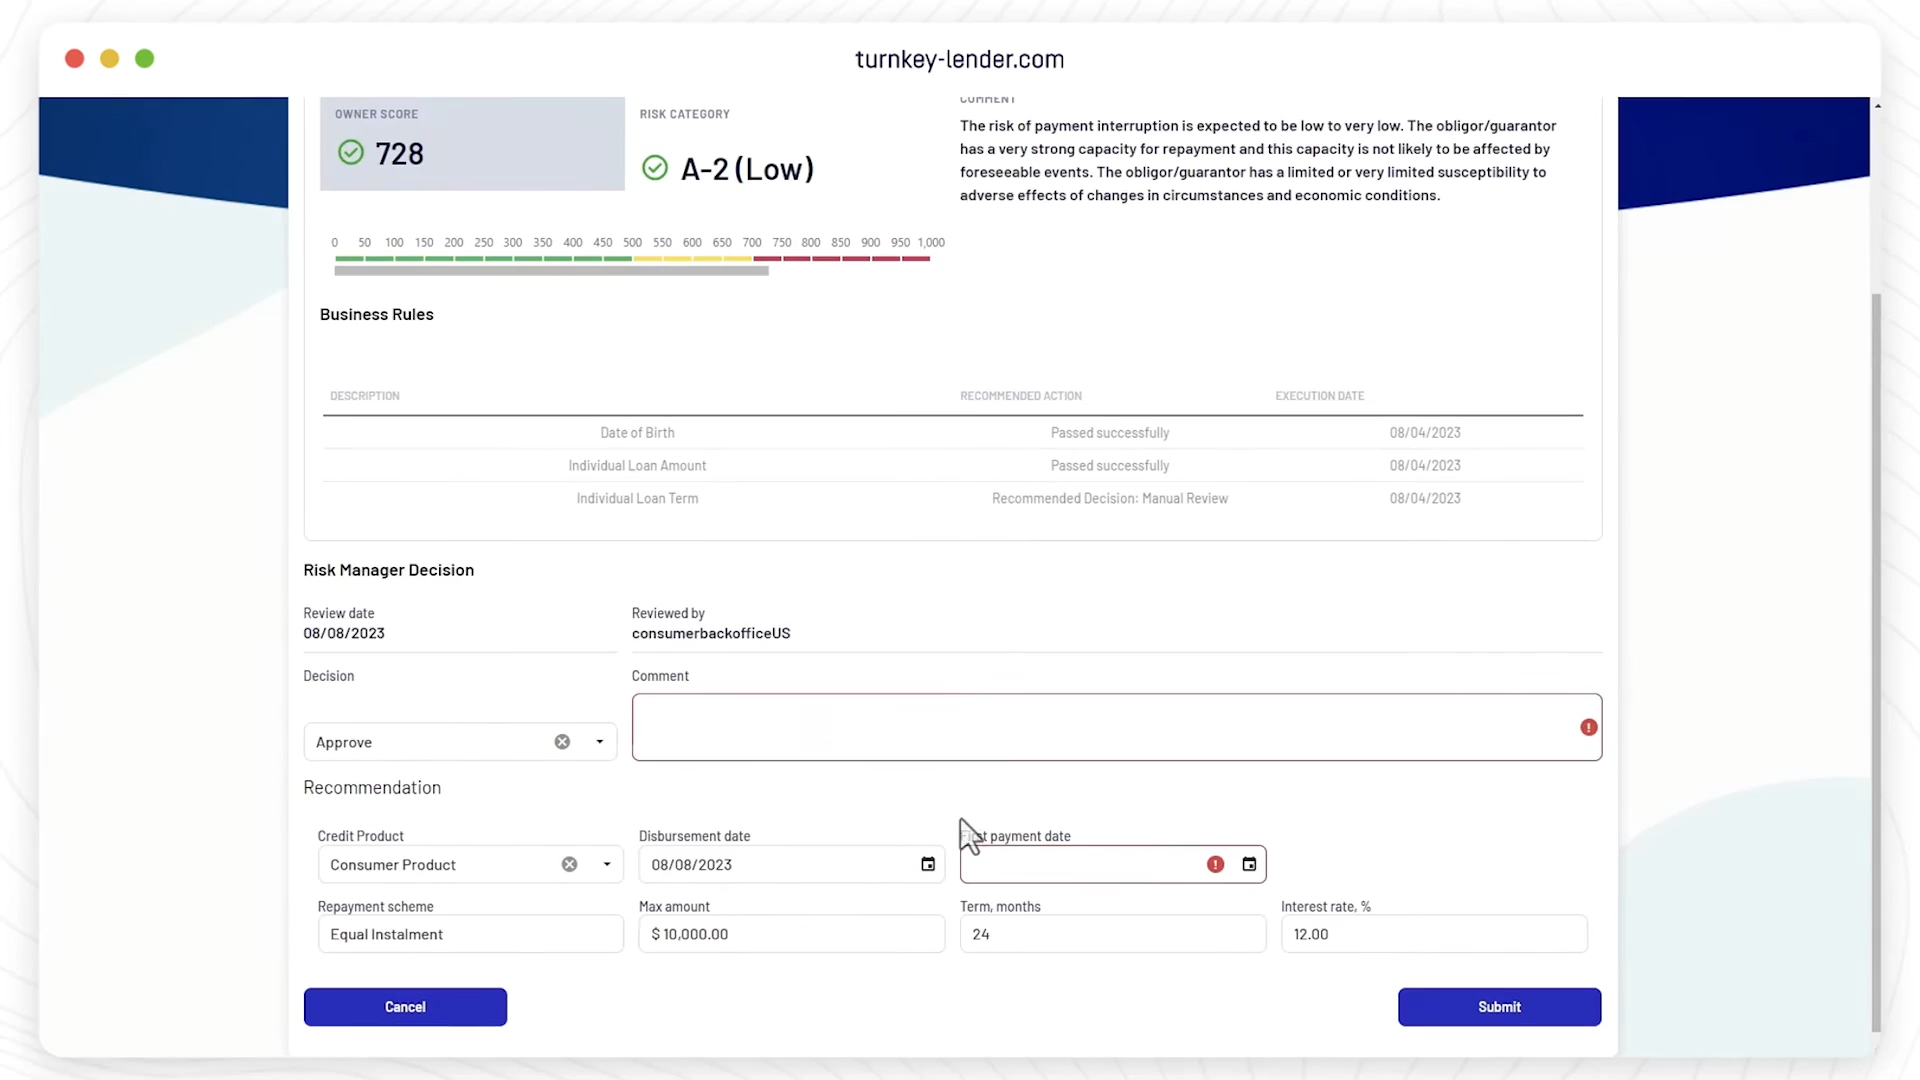 turnkey-lender.com
OWNER SCORE
728
RISK CATEGORY
A-2 (Low)
COMMENT
The risk of payment interruption is expected to be low to very low. The obligor/guarantor
has a very strong capacity for repayment and this capacity is not likely to be affected by
foreseeable events. The obligor/guarantor has a limited or very limited susceptibility to
adverse effects of changes in circumstances and economic conditions.
0 50 100 150 200 250 300 350 400 450 500 550 600 650 700 750 800 850 900 950 1,000
Business Rules
DESCRIPTION RECOMMENDED ACTION EXECUTION DATE
Date of Birth Passed successfully 08/04/2023
Individual Loan Amount Passed successfully 08/04/2023
Individual Loan Term Recommended Decision: Manual Review 08/04/2023
Risk Manager Decision
Review date Reviewed by
08/08/2023 consumerbackofficeUS
Decision Comment
Approve
Recommendation
Credit Product Disbursement date First payment date
Consumer Product 08/08/2023
Repayment scheme Max amount Term, months Interest rate, %
Equal Instalment $ 10,000.00 24 12.00
Cancel Submit